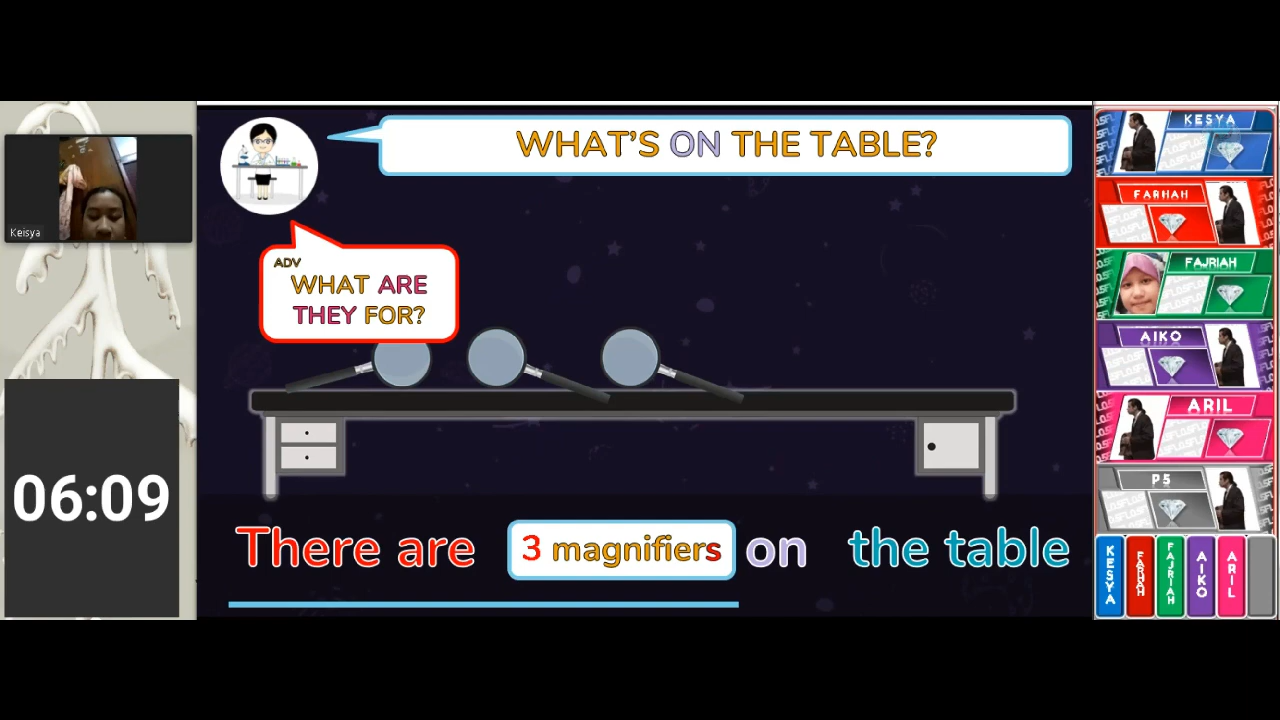 WHAT'S ON THE TABLE?
ADV
WHAT ARE
THEY FOR?
There are 3 magnifiers on the table
Keisya
06:09
KESYA
FARHAH
FAJRIAH
AIKO
ARIL
P5
KESYA
FARHAH
FAJRIAH
AIKO
ARIL